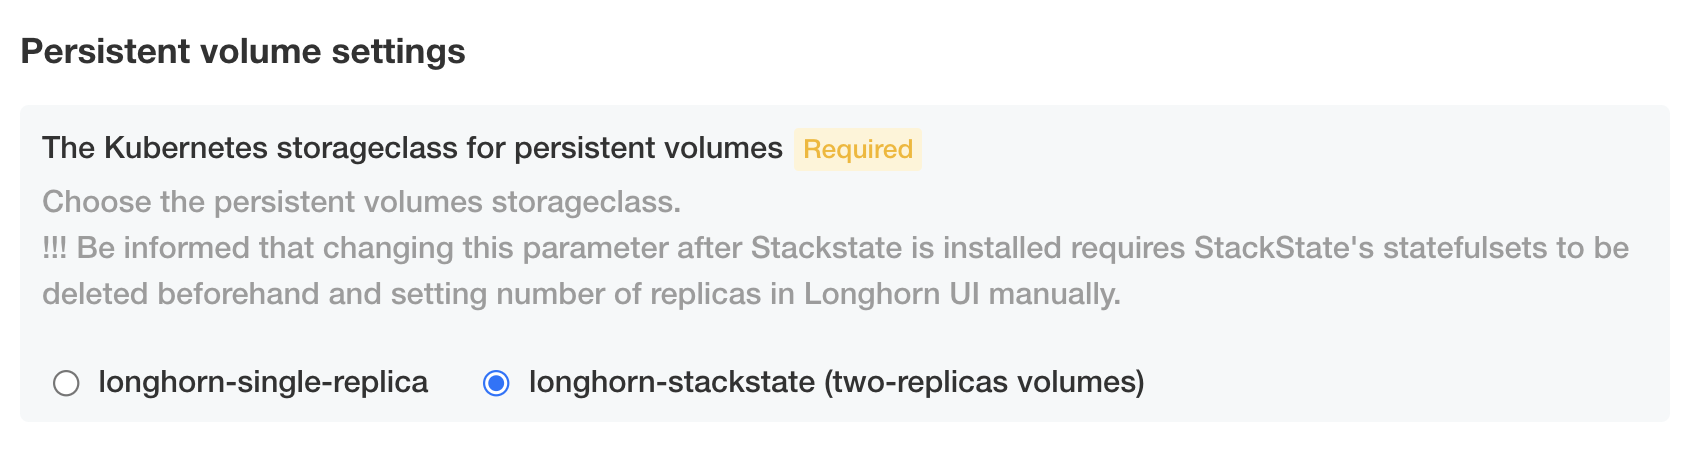 Persistent volume settings
The Kubernetes storageclass for persistent volumes Required
Choose the persistent volumes storageclass.
!!! Be informed that changing this parameter after Stackstate is installed requires StackState's statefulsets to be
deleted beforehand and setting number of replicas in Longhorn UI manually.
longhorn-single-replica longhorn-stackstate (two-replicas volumes)